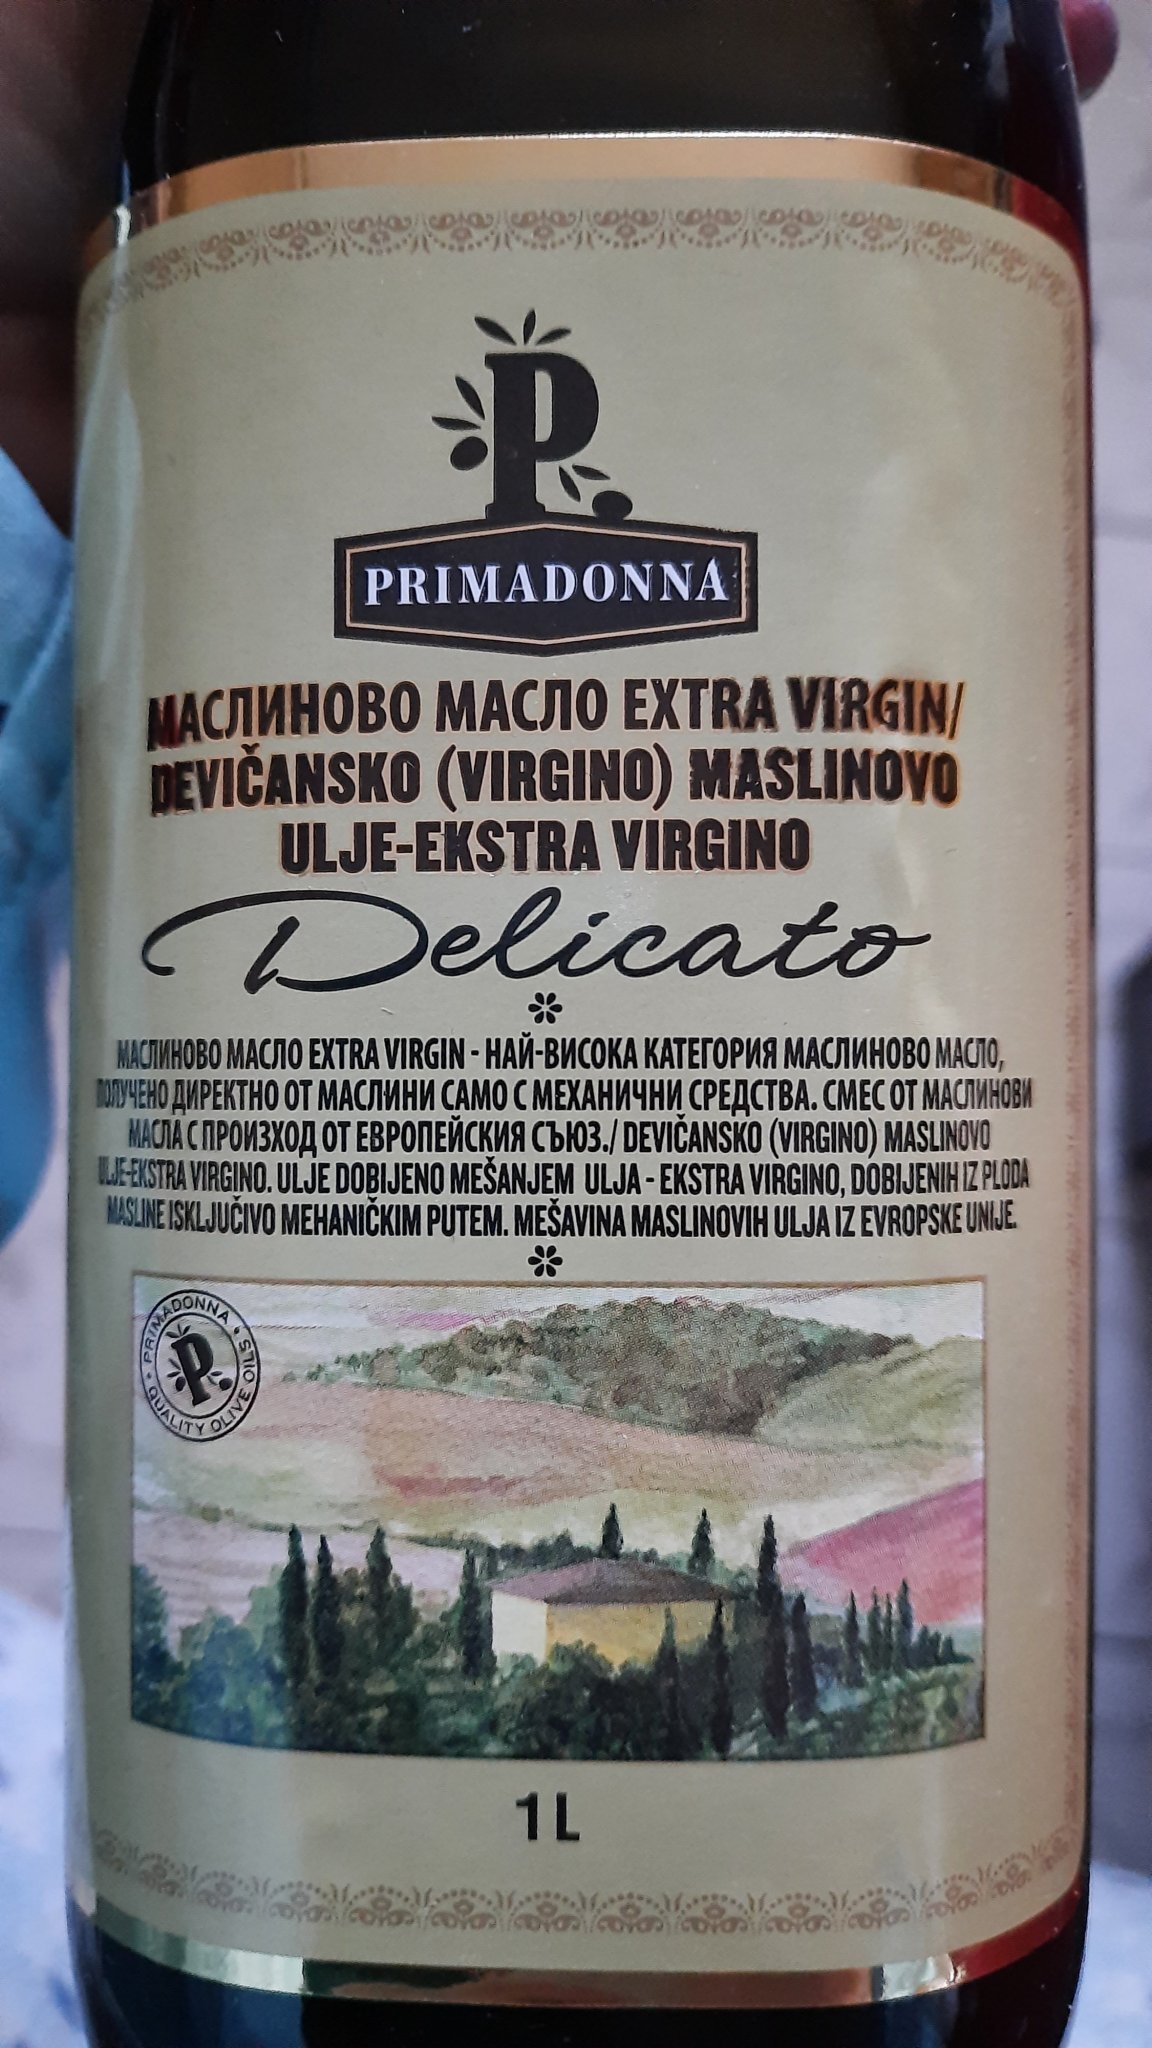 P
PRIMADONNA
МАСЛИНОВО МАСЛО EXTRA VIRGIN/
DEVIČANSKO (VIRGINO) MASLINOVO
ULJE-EKSTRA VIRGINO
Delicato
МАСЛИНОВО МАСЛО EXTRA VIRGIN - НАЙ-ВИСОКА КАТЕГОРИЯ МАСЛИНОВО МАСЛО,
ПОЛУЧЕНО ДИРЕКТНО ОТ МАСЛИНИ САМО С МЕХАНИЧНИ СРЕДСТВА. СМЕС ОТ МАСЛИНОВИ
МАСЛА С ПРОИЗХОД ОТ ЕВРОПЕЙСКИЯ СЪЮЗ./ DEVIČANSKO (VIRGINO) MASLINOVO
ULJE-EKSTRA VIRGINO. ULJE DOBIJENO MEŠANJEM ULJA - EKSTRA VIRGINO, DOBIJENIH IZ PLODA
MASLINE ISKLJUČIVO MEHANIČKIM PUTEM. MEŠAVINA MASLINOVIH ULJA IZ EVROPSKE UNIJE.
PRIMADONNA • QUALITY OLIVE OILS •
P
1L